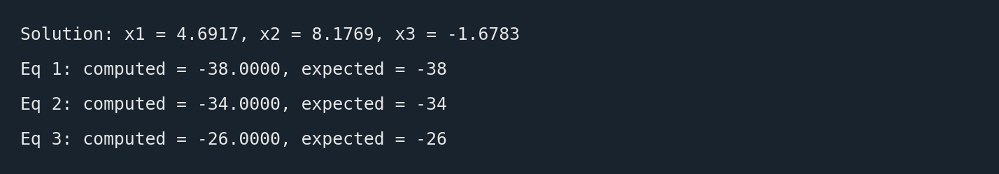 Solution: x1 = 4.6917, x2 = 8.1769, x3 = -1.6783
Eq 1: computed = -38.0000, expected = -38
Eq 2: computed = -34.0000, expected = -34
Eq 3: computed = -26.0000, expected = -26